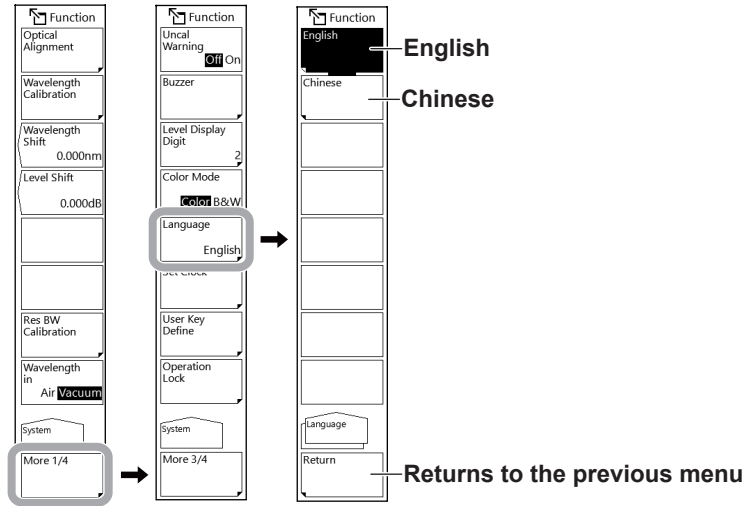 Function
Optical
Alignment
Wavelength
Calibration
Wavelength
Shift
0.000nm
Level Shift
0.000dB
Res BW
Calibration
Wavelength
in
Air Vacuum
System
More 1/4
Function
Uncal
Warning
Off On
Buzzer
Level Display
Digit
2
Color Mode
Color B&W
Language
English
Set Clock
User Key
Define
Operation
Lock
System
More 3/4
Function
English
Chinese
Language
Return
English
Chinese
Returns to the previous menu